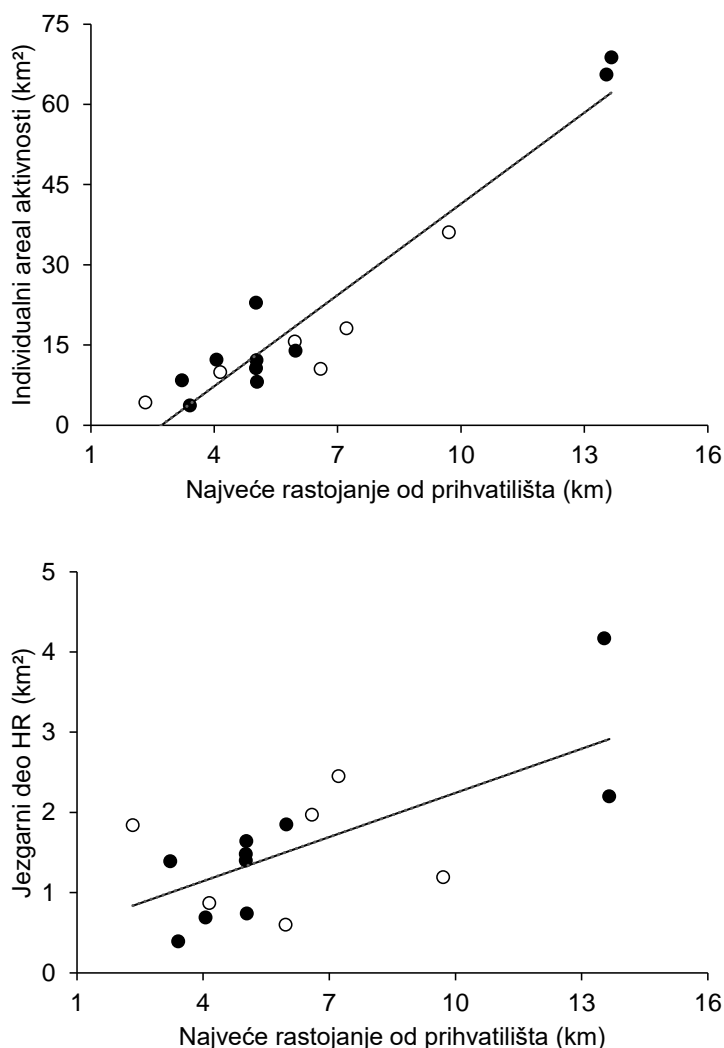 75
60
45
30
15
0
1 4 7 10 13 16
Individualni areal aktivnosti (km²)
Najveće rastojanje od prihvatilišta (km)
5
4
3
2
1
0
1 4 7 10 13 16
Jezgarni deo HR (km²)
Najveće rastojanje od prihvatilišta (km)